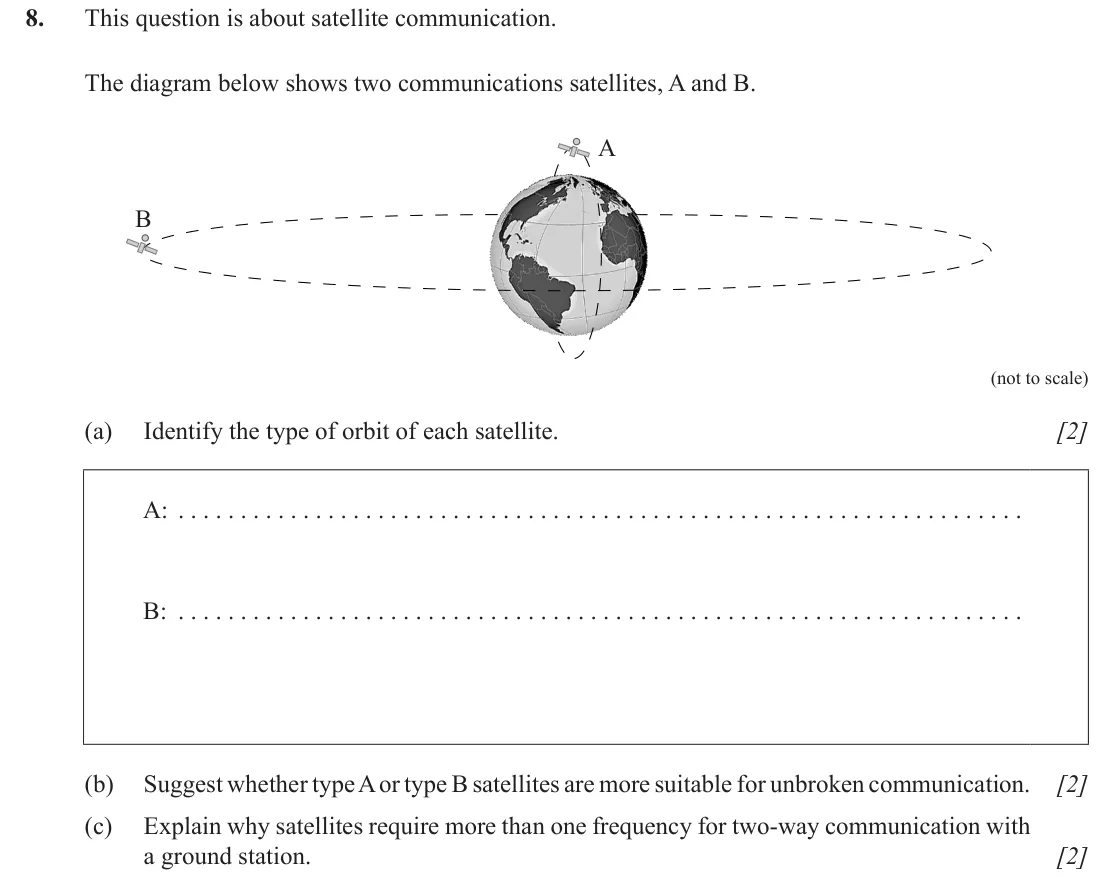 8. This question is about satellite communication.
The diagram below shows two communications satellites, A and B.
A
B
(not to scale)
(a) Identify the type of orbit of each satellite. [2]
A: . . . . . . . . . . . . . . . . . . . . . . . . . . . . . . . . . . . . . . . . . . . . . . . . . . . . . . . . . . . . . . . . . . . .
B: . . . . . . . . . . . . . . . . . . . . . . . . . . . . . . . . . . . . . . . . . . . . . . . . . . . . . . . . . . . . . . . . . . . .
(b) Suggest whether type A or type B satellites are more suitable for unbroken communication. [2]
(c) Explain why satellites require more than one frequency for two-way communication with
a ground station. [2]